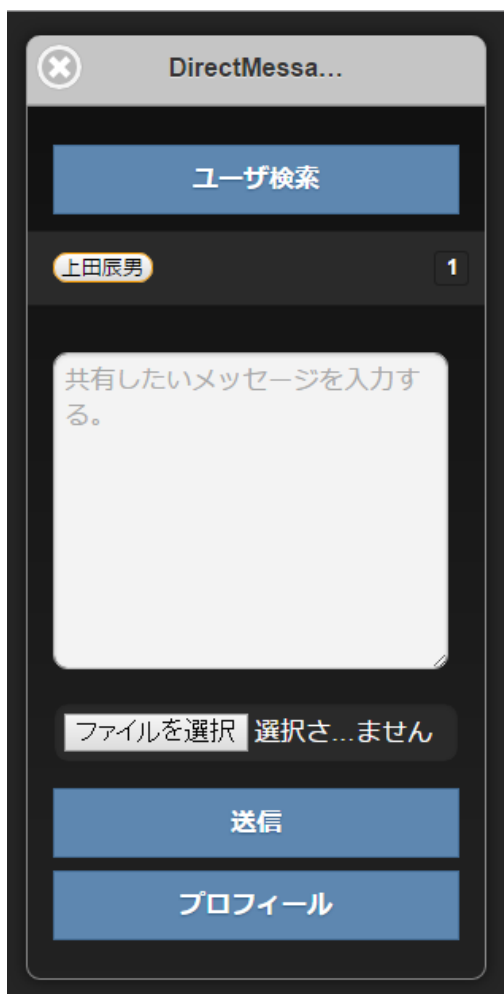 DirectMessa...
ユーザ検索
上田辰男 1
共有したいメッセージを入力す
る。
ファイルを選択 選択さ...ません
送信
プロフィール